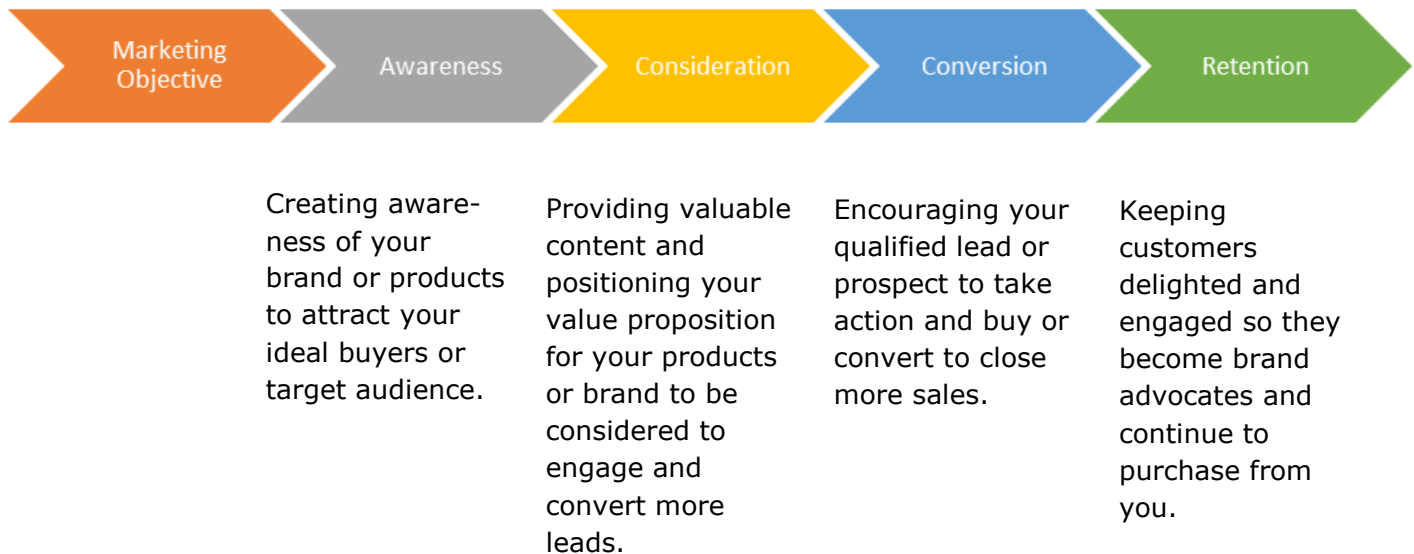 Marketing
Objective
Awareness
Consideration
Conversion
Retention
Creating aware-
ness of your
brand or products
to attract your
ideal buyers or
target audience.
Providing valuable
content and
positioning your
value proposition
for your products
or brand to be
considered to
engage and
convert more
leads.
Encouraging your
qualified lead or
prospect to take
action and buy or
convert to close
more sales.
Keeping
customers
delighted and
engaged so they
become brand
advocates and
continue to
purchase from
you.